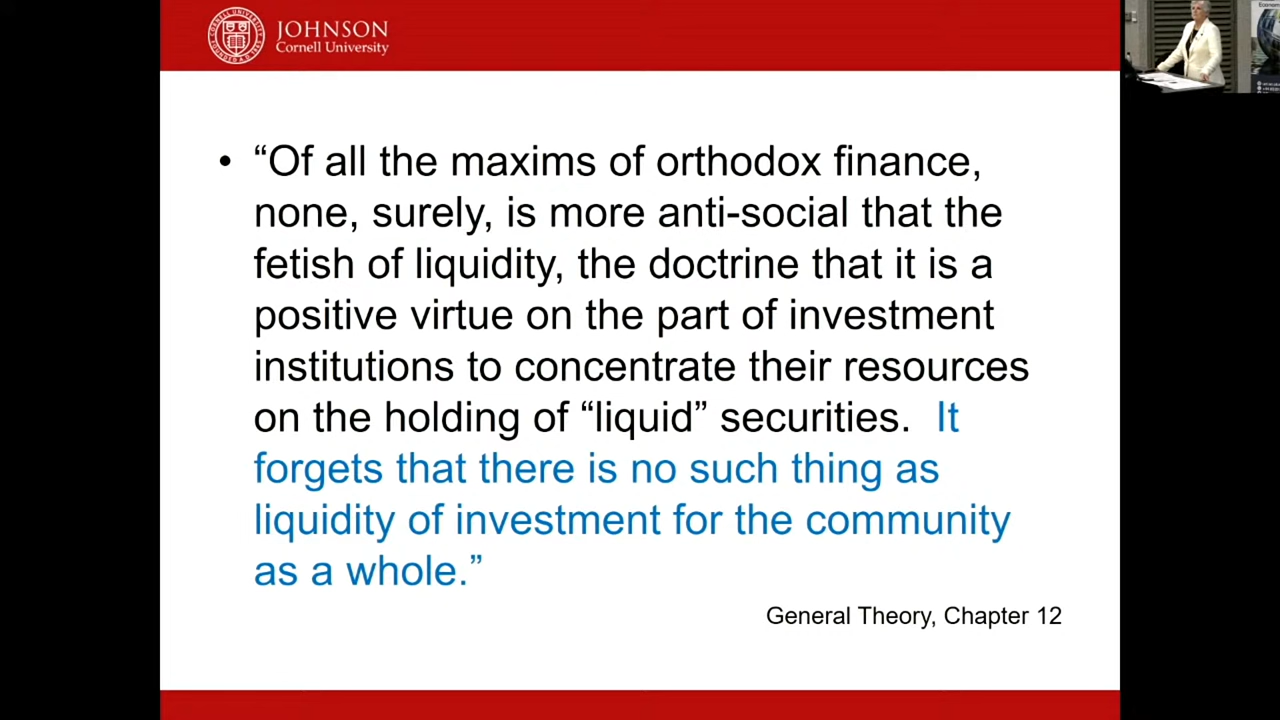 JOHNSON
Cornell University
• “Of all the maxims of orthodox finance,
none, surely, is more anti-social that the
fetish of liquidity, the doctrine that it is a
positive virtue on the part of investment
institutions to concentrate their resources
on the holding of “liquid” securities. It
forgets that there is no such thing as
liquidity of investment for the community
as a whole.”
General Theory, Chapter 12